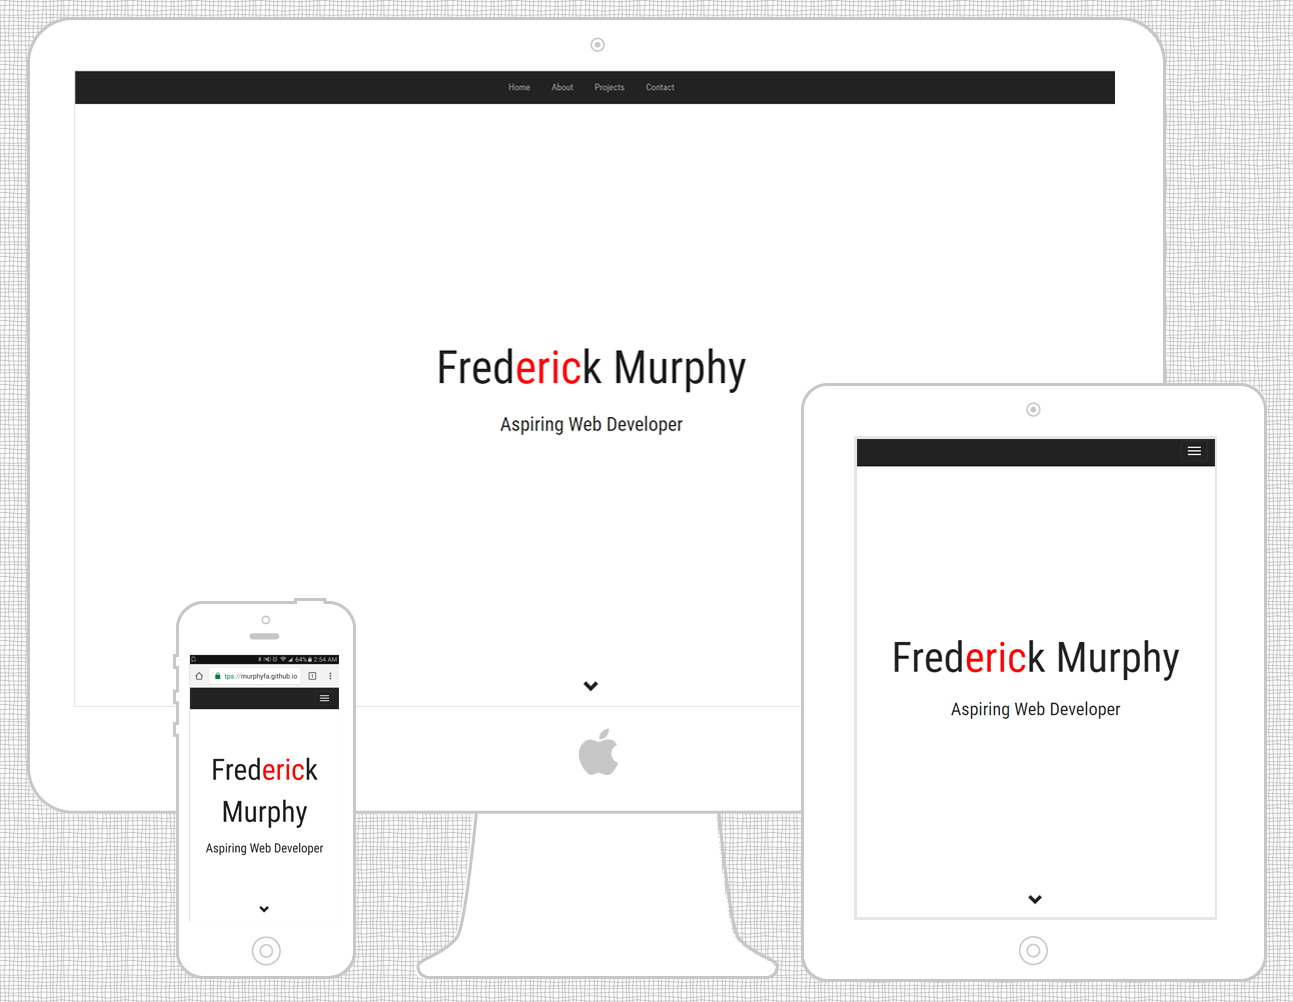 Home About Projects Contact
Frederick Murphy
Aspiring Web Developer
64% 2:54 AM
tps://murphyfa.github.io 1
Frederick
Murphy
Aspiring Web Developer
Frederick Murphy
Aspiring Web Developer